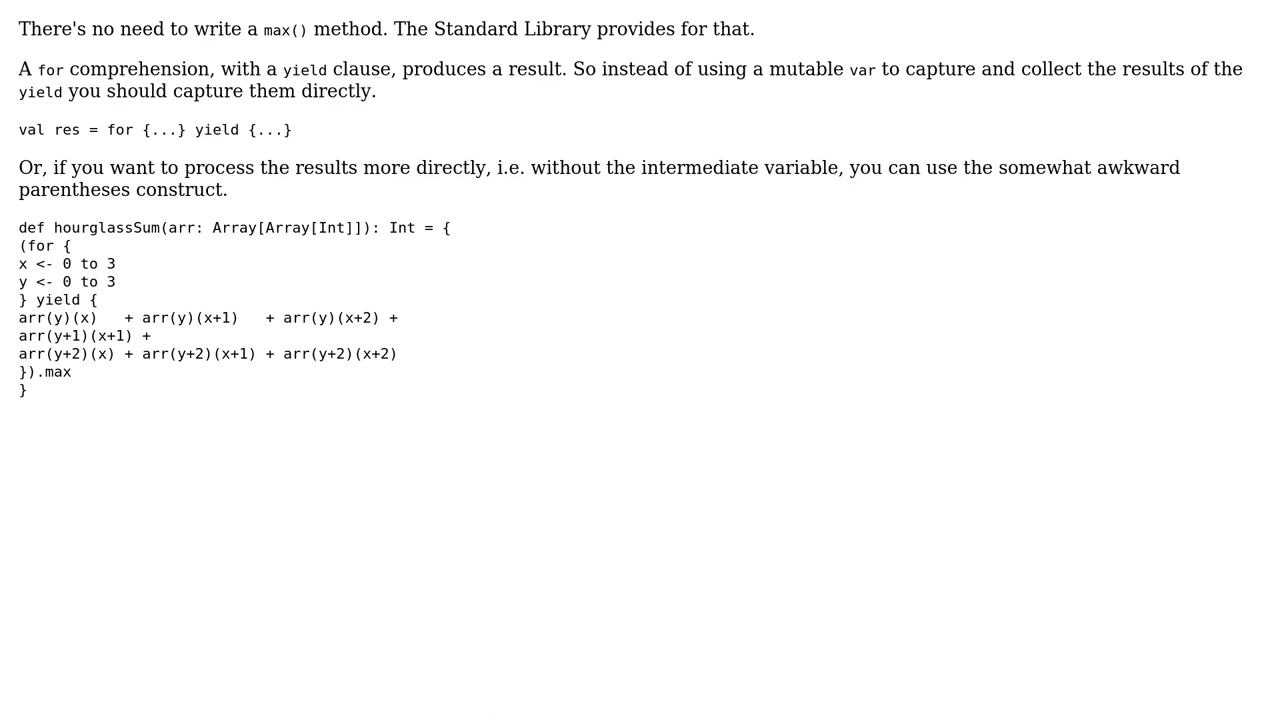 There's no need to write a max() method. The Standard Library provides for that.
A for comprehension, with a yield clause, produces a result. So instead of using a mutable var to capture and collect the results of the
yield you should capture them directly.
val res = for {...} yield {...}
Or, if you want to process the results more directly, i.e. without the intermediate variable, you can use the somewhat awkward
parentheses construct.
def hourglassSum(arr: Array[Array[Int]]): Int = {
(for {
x <- 0 to 3
y <- 0 to 3
} yield {
arr(y)(x)   + arr(y)(x+1)   + arr(y)(x+2) +
arr(y+1)(x+1) +
arr(y+2)(x) + arr(y+2)(x+1) + arr(y+2)(x+2)
}).max
}